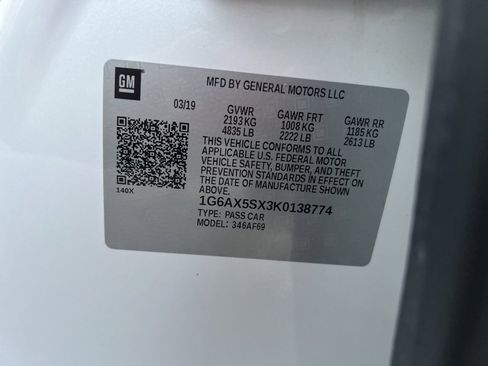 GM
MFD BY GENERAL MOTORS LLC
03/19 GVWR GAWR FRT GAWR RR
2193 KG 1008 KG 1185 KG
4835 LB 2222 LB 2613 LB
THIS VEHICLE CONFORMS TO ALL
APPLICABLE U.S. FEDERAL MOTOR
VEHICLE SAFETY, BUMPER, AND THEFT
PREVENTION STANDARDS IN EFFECT ON
THE DATE OF MANUFACTURE SHOWN
ABOVE.
140X
1G6AX5SX3K0138774
TYPE: PASS CAR
MODEL: 346AF69